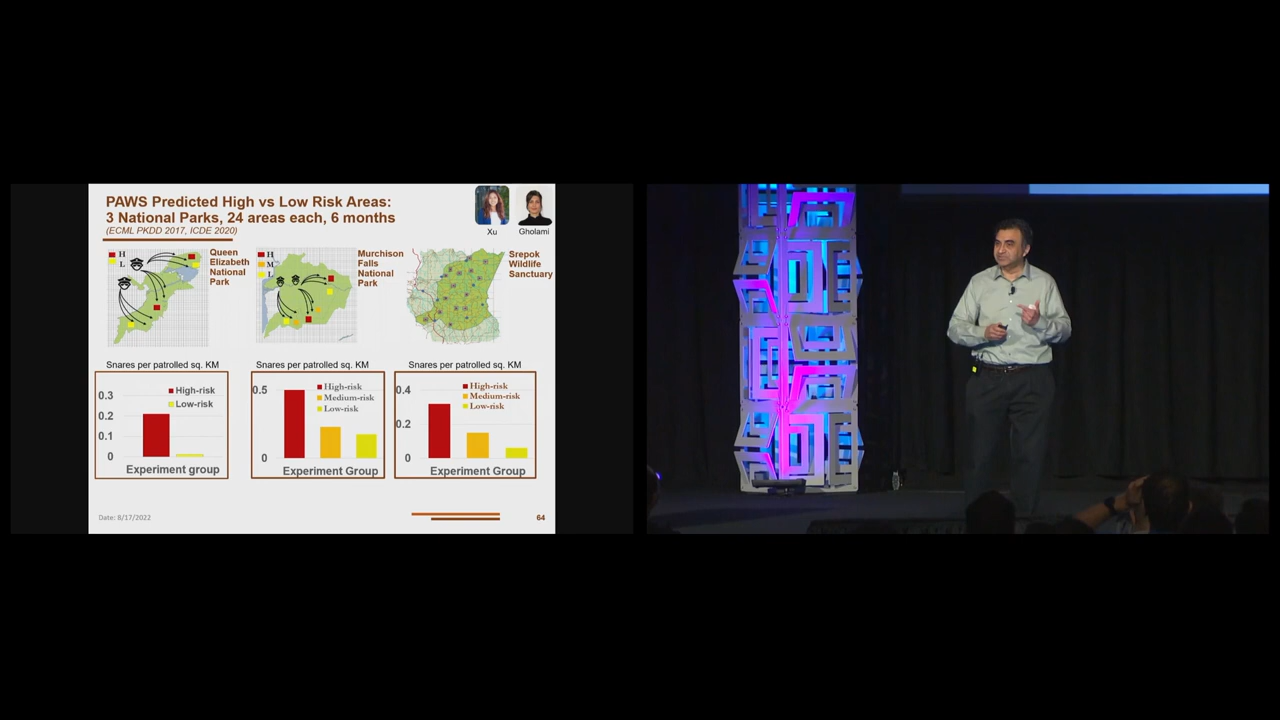 PAWS Predicted High vs Low Risk Areas:
3 National Parks, 24 areas each, 6 months
(ECML PKDD 2017, ICDE 2020)
Xu
Gholami
H
L
Queen
Elizabeth
National
Park
H
M
L
Murchison
Falls
National
Park
Srepok
Wildlife
Sanctuary
Snares per patrolled sq. KM
High-risk
Low-risk
0.3
0.2
0.1
0
Experiment group
Snares per patrolled sq. KM
0.5
0
High-risk
Medium-risk
Low-risk
Experiment Group
Snares per patrolled sq. KM
0.4
0.2
0
High-risk
Medium-risk
Low-risk
Experiment Group
Date: 8/17/2022
64